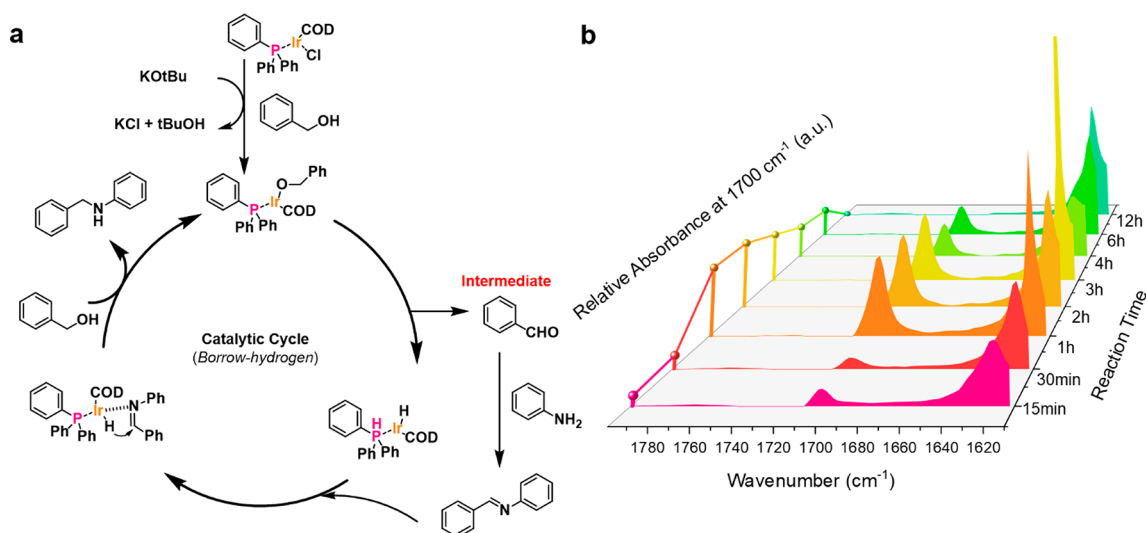 a
COD
Ir
P
Cl
Ph Ph
KOtBu
KCl + tBuOH
OH
O Ph
Ir
P
COD
Ph Ph
N
H
Intermediate
CHO
OH
Catalytic Cycle
(Borrow-hydrogen)
NH2
COD
Ir
P
H
Ph Ph
N Ph
Ph
H H
P Ir
COD
Ph Ph
N
b
Relative Absorbance at 1700 cm-1 (a.u.)
12h
6h
4h
3h
2h
1h
30min
15min
Reaction Time
1780 1760 1740 1720 1700 1680 1660 1640 1620
Wavenumber (cm-1)